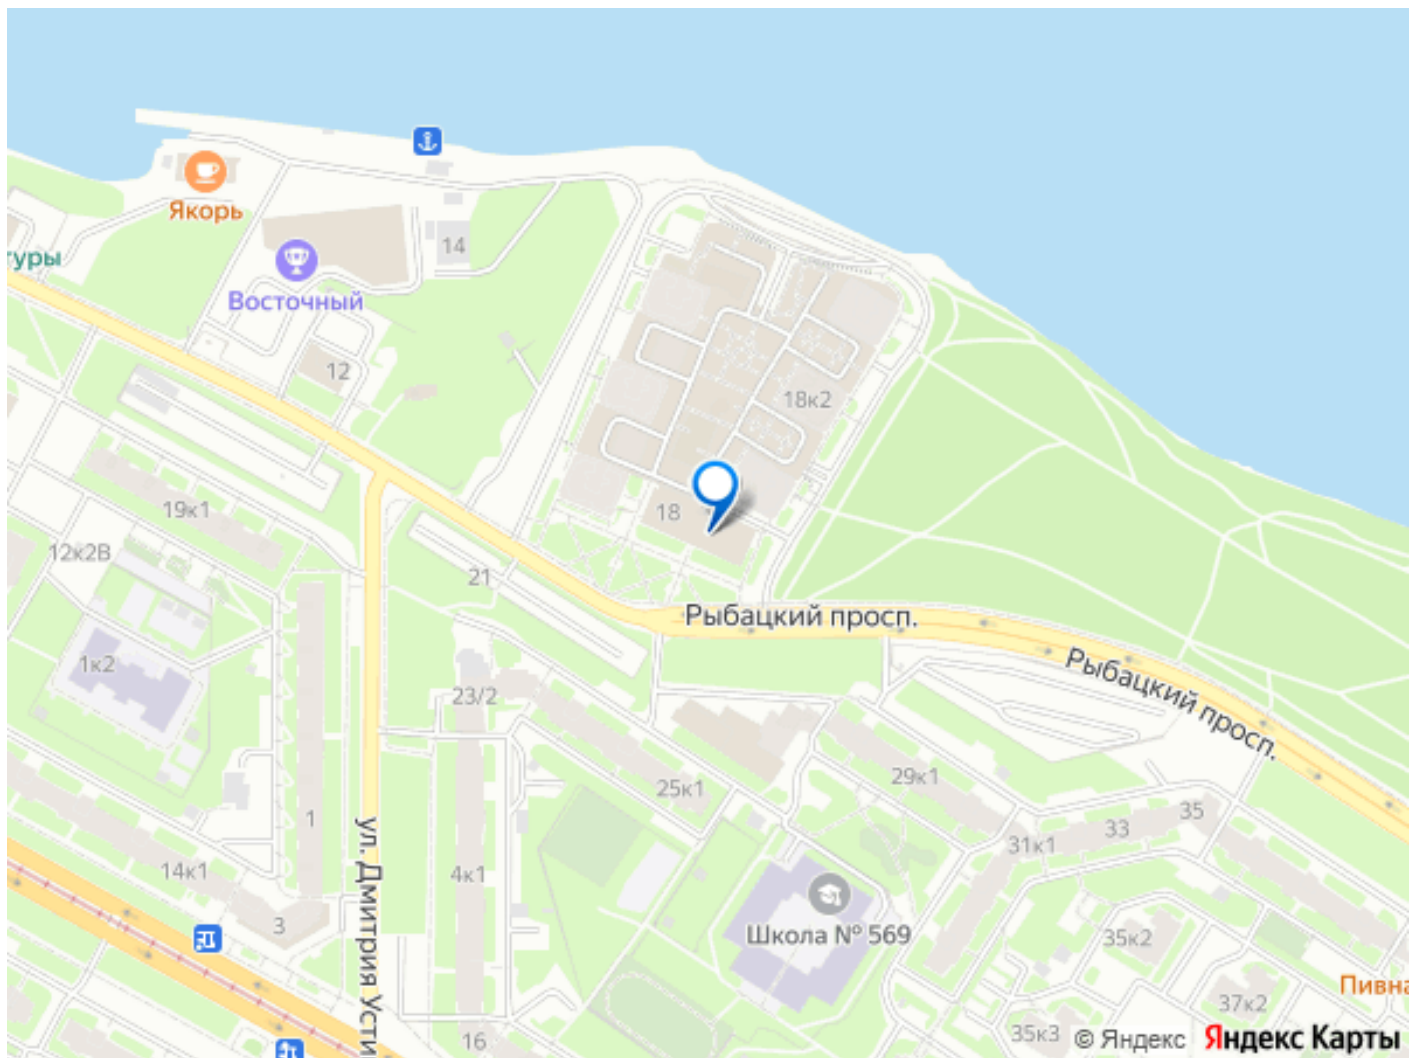 Якорь
14
туры
Восточный
12
18к2
18
19к1
12к2В
21
Рыбацкий просп.
1к2
23/2
Рыбацкий просп.
25к1
29к1
1
ул. Дмитрия Усти
33
35
31к1
14к1
4к1
3
Школа № 569
35к2
Пивна
37к2
35к3
16
© Яндекс Яндекс Карты